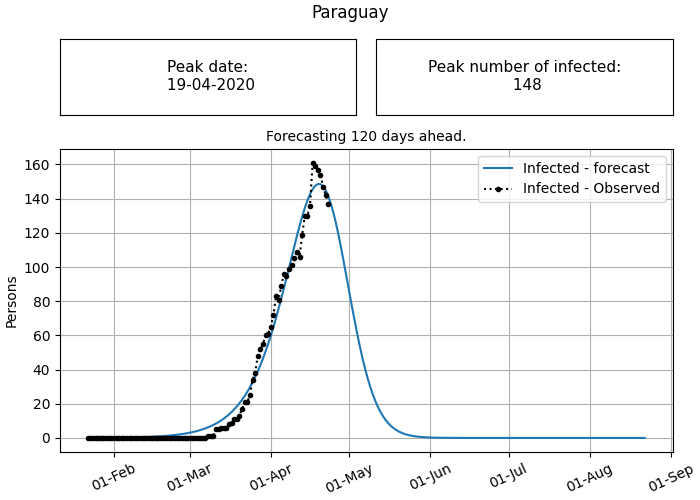 Paraguay
Peak date:
19-04-2020
Peak number of infected:
148
Forecasting 120 days ahead.
Infected - forecast
Infected - Observed
Persons
160
140
120
100
80
60
40
20
0
01-Feb
01-Mar
01-Apr
01-May
01-Jun
01-Jul
01-Aug
01-Sep